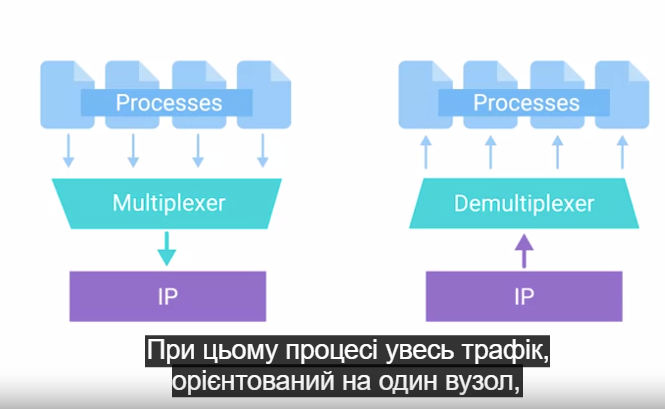 Processes
Processes
Multiplexer
Demultiplexer
IP
IP
При цьому процесі увесь трафік,
орієнтований на один вузол,